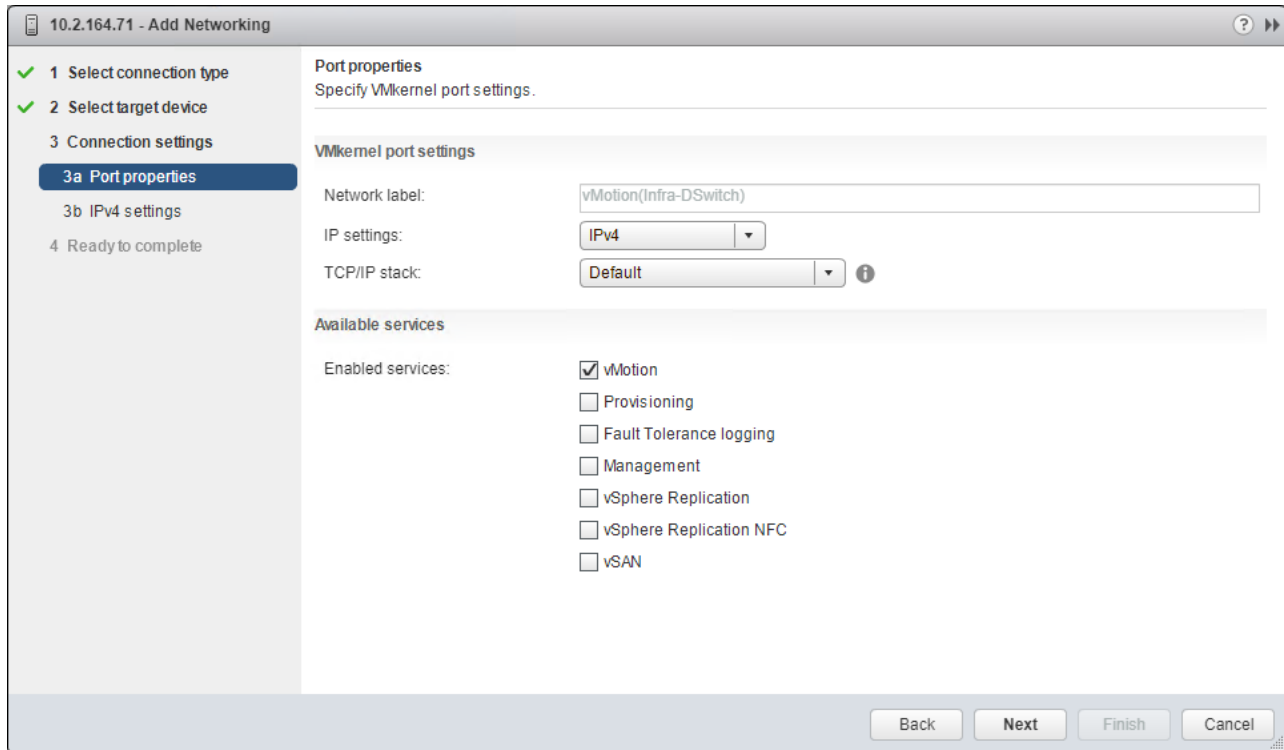 10.2.164.71 - Add Networking
1 Select connection type
2 Select target device
3 Connection settings
3a Port properties
3b IPv4 settings
4 Ready to complete
Port properties
Specify VMkernel port settings.
VMkernel port settings
Network label: vMotion(Infra-DSwitch)
IP settings: IPv4
TCP/IP stack: Default
Available services
Enabled services: vMotion
Provisioning
Fault Tolerance logging
Management
vSphere Replication
vSphere Replication NFC
vSAN
Back Next Finish Cancel